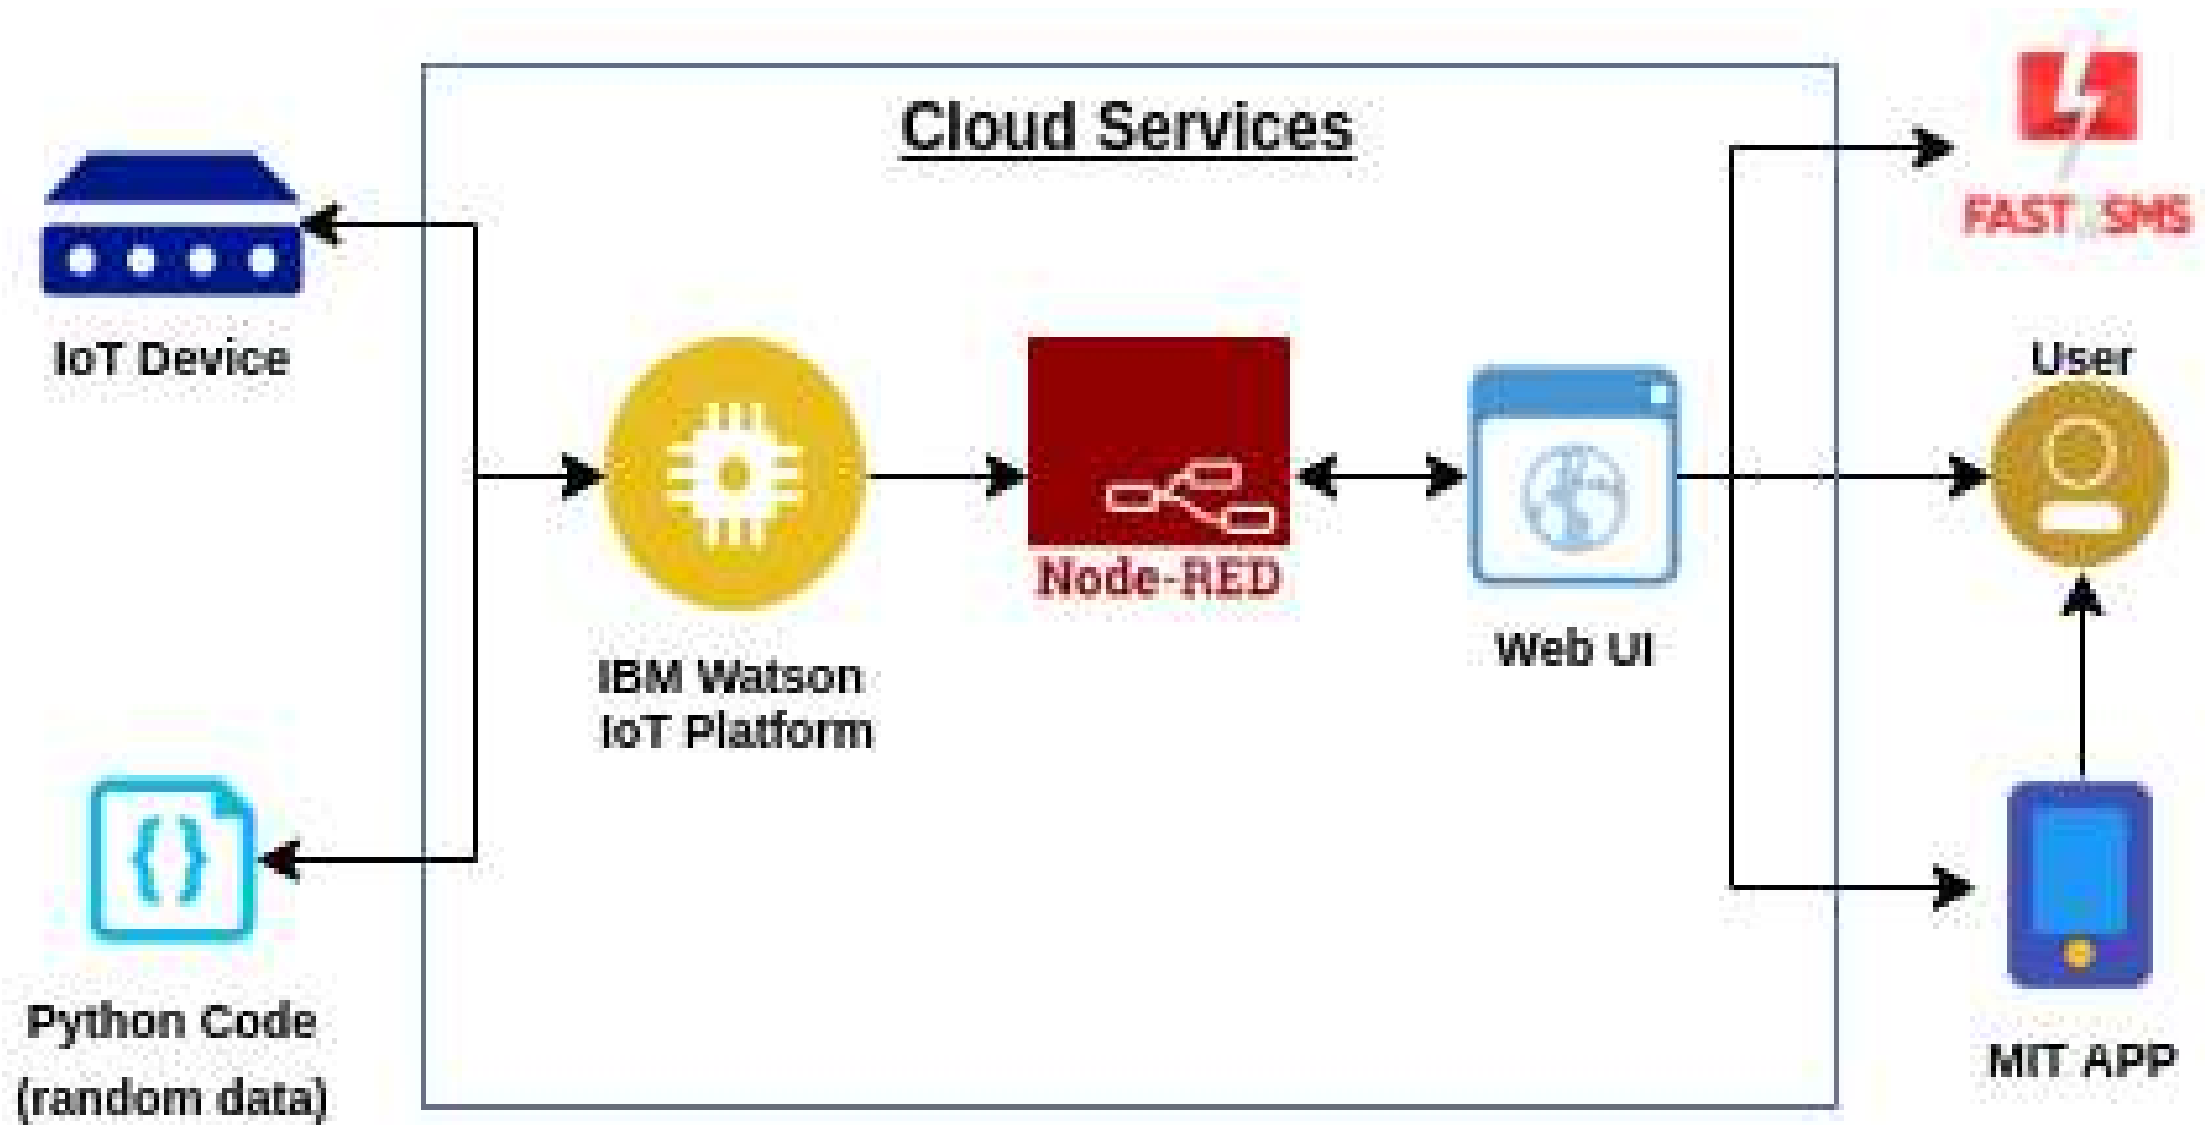 Cloud Services
FAST SMS
IoT Device
User
Node-RED
Web UI
IBM Watson
IoT Platform
Python Code
(random data)
MIT APP